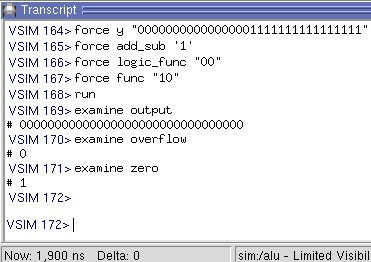 Transcript
VSIM 164> force y "00000000000000001111111111111111"
VSIM 165> force add_sub '1'
VSIM 166> force logic_func "00"
VSIM 167> force func "10"
VSIM 168> run
VSIM 169> examine output
# 00000000000000000000000000000000
VSIM 170> examine overflow
# 0
VSIM 171> examine zero
# 1
VSIM 172>
VSIM 172>
Now: 1,900 ns Delta: 0 sim:/alu - Limited Visibil